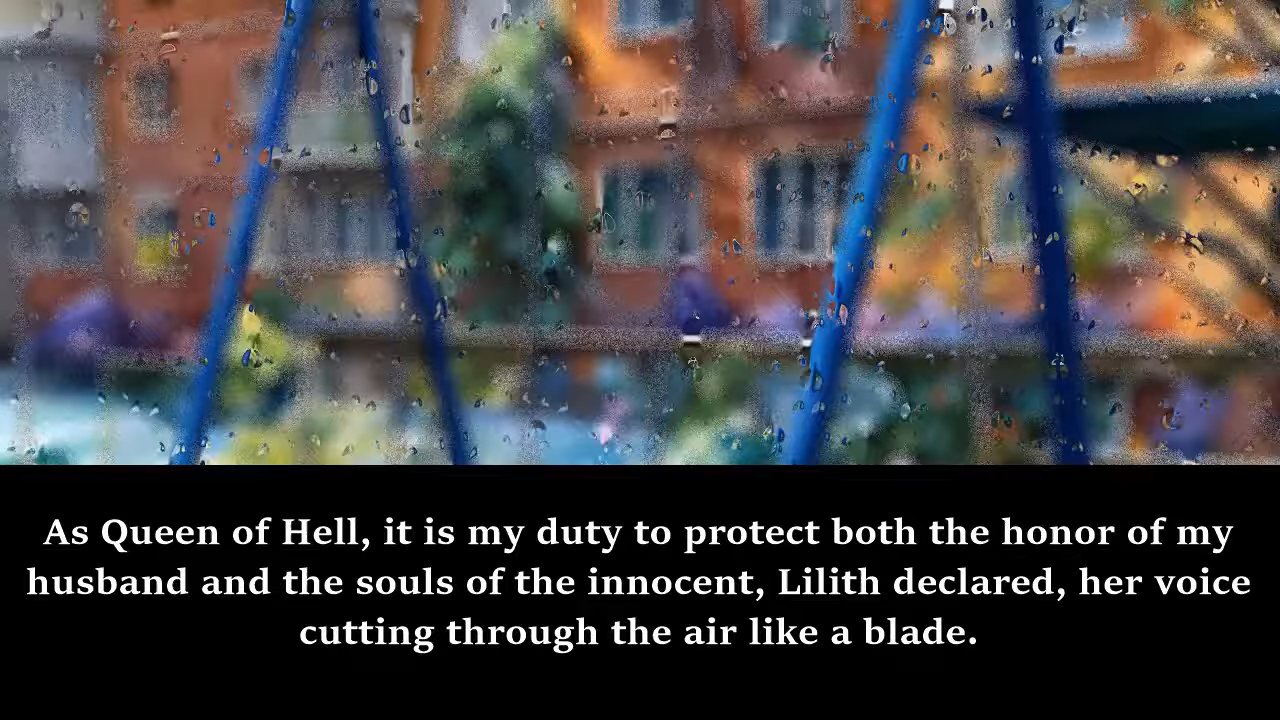 As Queen of Hell, it is my duty to protect both the honor of my
husband and the souls of the innocent, Lilith declared, her voice
cutting through the air like a blade.